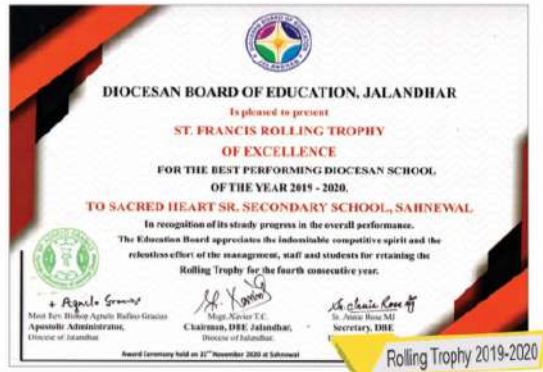 DIOCESAN BOARD OF EDUCATION, JALANDHAR
Is pleased to present
ST. FRANCIS ROLLING TROPHY
OF EXCELLENCE
FOR THE BEST PERFORMING DIOCESAN SCHOOL
OF THE YEAR 2019 - 2020.
TO SACRED HEART SR. SECONDARY SCHOOL, SAHNEWAL
In recognition of its steady progress in the overall performance.
The Education Board appreciates the indomitable competitive spirit and the
relentless effort of the management, staff and students for retaining the
Rolling Trophy for the fourth consecutive year.
Most Rev. Bishop Agnelo Rufino Gracias
Apostolic Administrator,
Diocese of Jalandhar
Msgr. Xavier T.C.
Chairman, DBE Jalandhar,
Diocese of Jalandhar.
Sr. Annie Rose MJ
Secretary, DBE
Award Ceremony held on 21st November 2020 at Sahnewal
Rolling Trophy 2019-2020